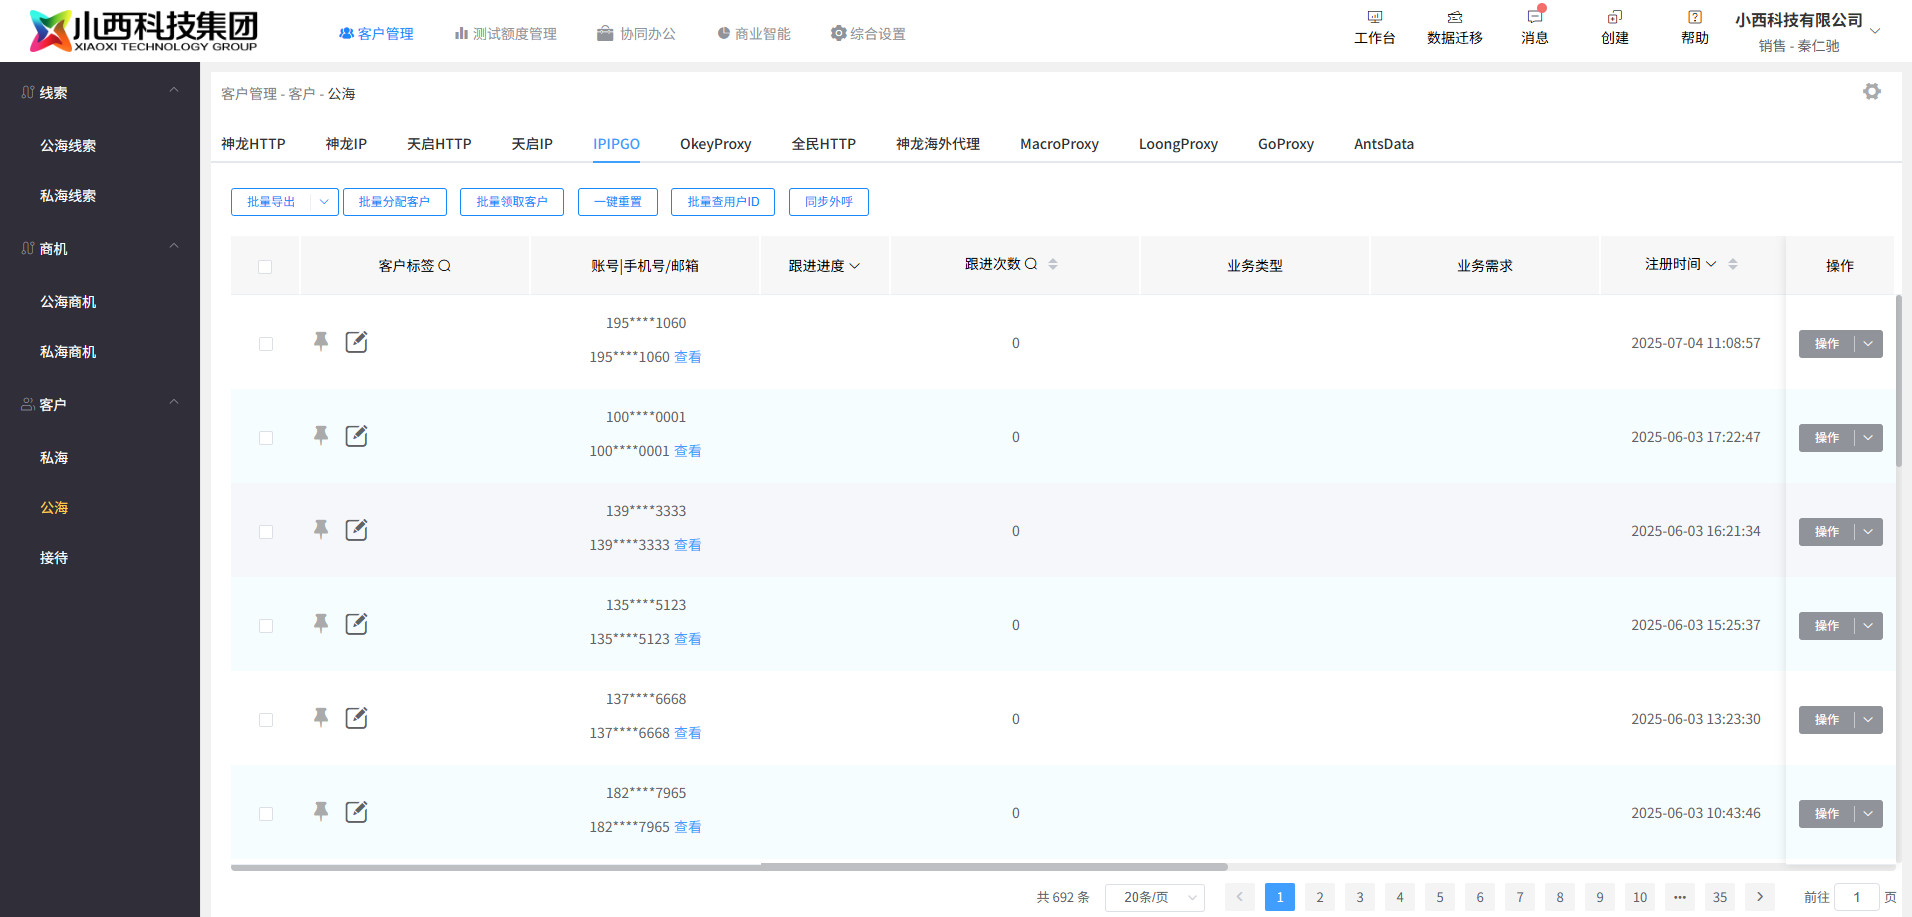 小西科技集团
XIAOXI TECHNOLOGY GROUP
客户管理 测试额度管理 协同办公 商业智能 综合设置
工作台 数据迁移 消息 创建 帮助
小西科技有限公司
销售 - 秦仁驰
线索
公海线索
私海线索
商机
公海商机
私海商机
客户
私海
公海
接待
客户管理 - 客户 - 公海
神龙HTTP 神龙IP 天启HTTP 天启IP IPIPGO OkeyProxy 全民HTTP 神龙海外代理 MacroProxy LoongProxy GoProxy AntsData
批量导出 批量分配客户 批量领取客户 一键重置 批量查用户ID 同步外呼
客户标签 账号|手机号/邮箱 跟进进度 跟进次数 业务类型 业务需求 注册时间 操作
195****1060
195****1060 查看 0 2025-07-04 11:08:57 操作
100****0001
100****0001 查看 0 2025-06-03 17:22:47 操作
139****3333
139****3333 查看 0 2025-06-03 16:21:34 操作
135****5123
135****5123 查看 0 2025-06-03 15:25:37 操作
137****6668
137****6668 查看 0 2025-06-03 13:23:30 操作
182****7965
182****7965 查看 0 2025-06-03 10:43:46 操作
共 692 条 20条/页 1 2 3 4 5 6 7 8 9 10 ••• 35 前往 1 页